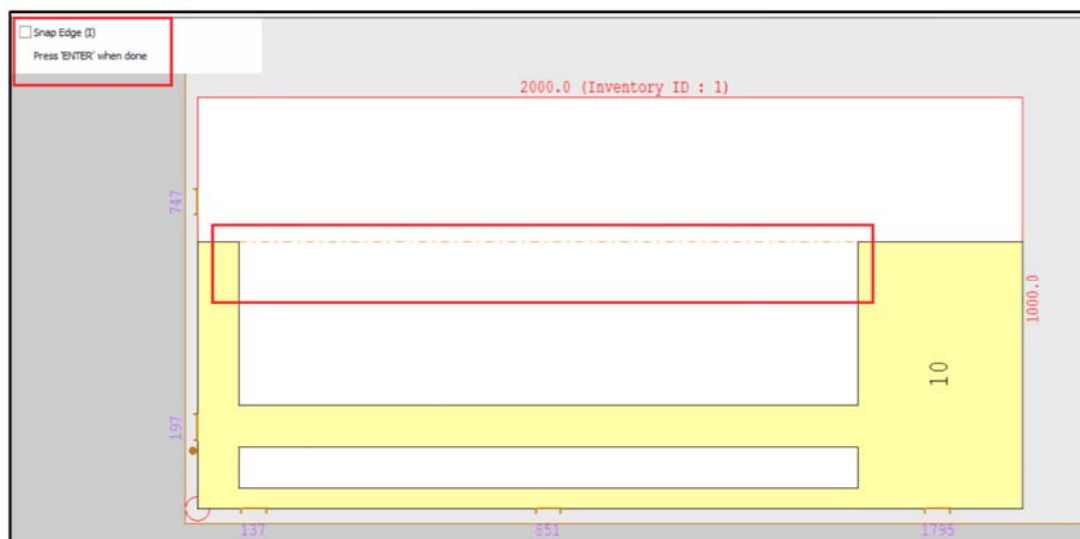 Snap Edge (I)
Press 'ENTER' when done
2000.0 (Inventory ID : 1)
747
1000.0
10
197
137
851
1795